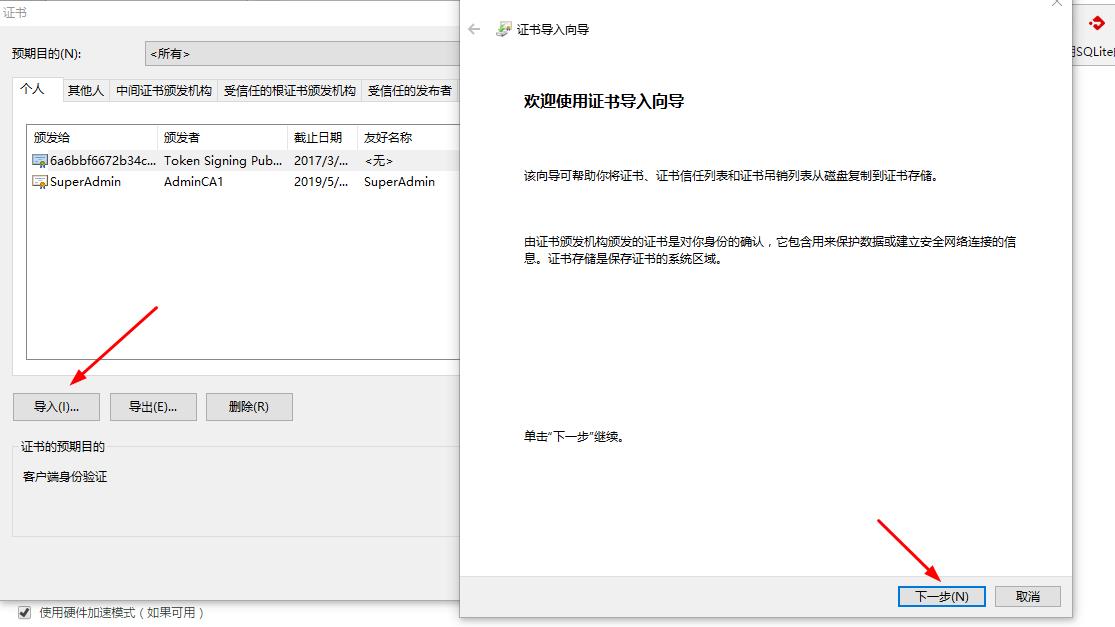 证书
预期目的(N):
<所有>
个人
其他人
中间证书颁发机构
受信任的根证书颁发机构
受信任的发布者
颁发给
颁发者
截止日期
友好名称
6a6bbf6672b34c...
Token Signing Pub...
2017/3/...
<无>
SuperAdmin
AdminCA1
2019/5/...
SuperAdmin
导入(I)...
导出(E)...
删除(R)
证书的预期目的
客户端身份验证
使用硬件加速模式（如果可用）
证书导入向导
欢迎使用证书导入向导
该向导可帮助你将证书、证书信任列表和证书吊销列表从磁盘复制到证书存储。
由证书颁发机构颁发的证书是对你身份的确认，它包含用来保护数据或建立安全网络连接的信
息。证书存储是保存证书的系统区域。
单击“下一步”继续。
下一步(N)
取消
SQLite